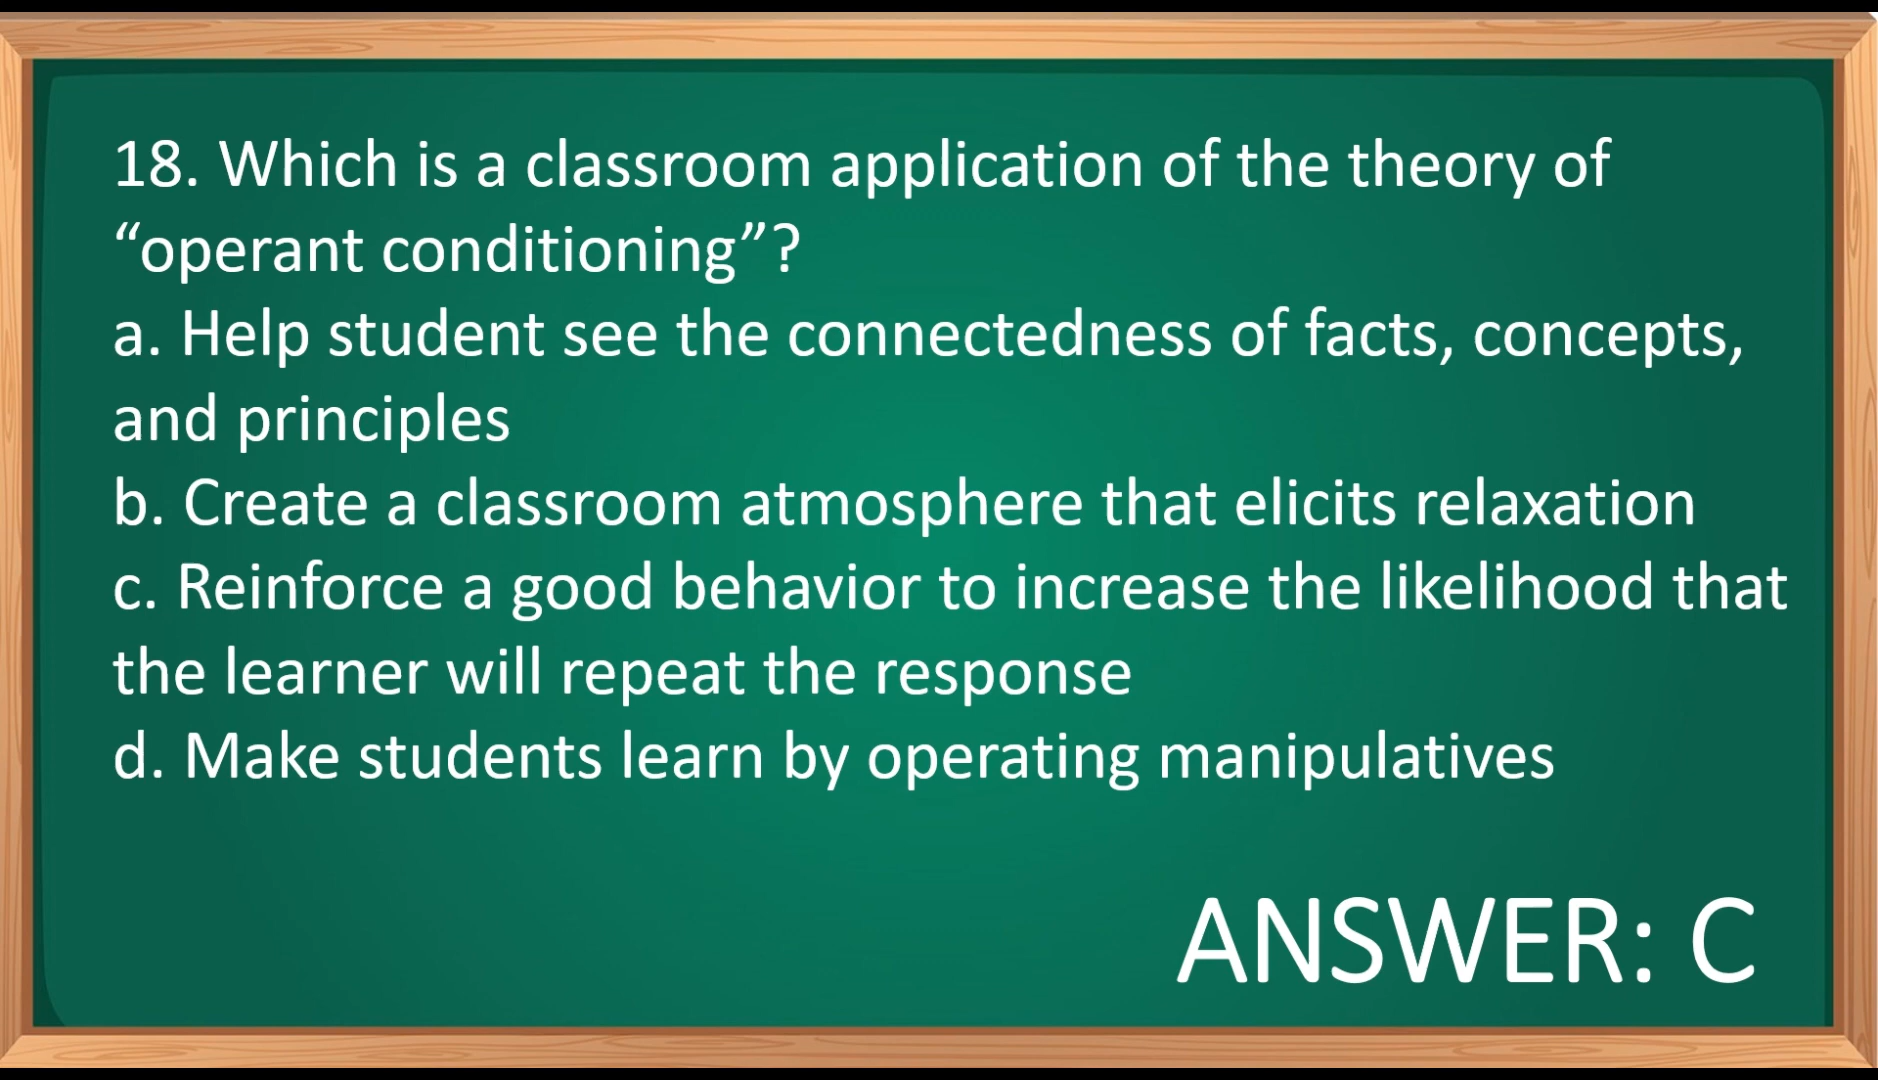 18. Which is a classroom application of the theory of
“operant conditioning”?
a. Help student see the connectedness of facts, concepts,
and principles
b. Create a classroom atmosphere that elicits relaxation
c. Reinforce a good behavior to increase the likelihood that
the learner will repeat the response
d. Make students learn by operating manipulatives
ANSWER: C